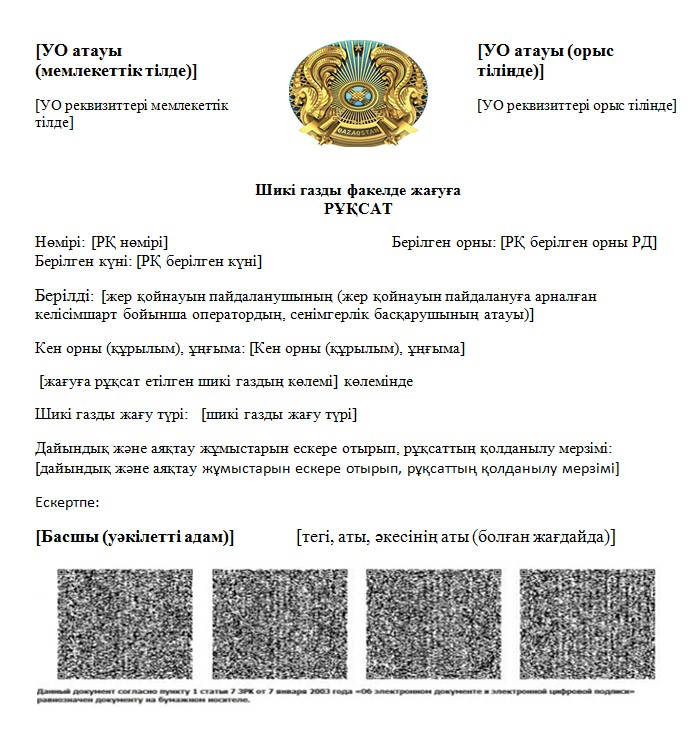 [УО атауы
(мемлекеттік тілде)]
[УО реквизиттері мемлекеттік
тілде]
QAZAQSTAN
[УО атауы (орыс
тілінде)]
[УО реквизиттері орыс тілінде]
Шикі газды факелде жағуға
РҰҚСАТ
Нөмірі: [РҚ нөмірі] Берілген орны: [РҚ берілген орны РД]
Берілген күні: [РҚ берілген күні]
Берілді: [жер қойнауын пайдаланушының (жер қойнауын пайдалануға арналған
келісімшарт бойынша оператордың, сенімгерлік басқарушының атауы)]
Кен орны (құрылым), ұңғыма: [Кен орны (құрылым), ұңғыма]
[жағуға рұқсат етілген шикі газдың көлемі] көлемінде
Шикі газды жағу түрі: [шикі газды жағу түрі]
Дайындық және аяқтау жұмыстарын ескере отырып, рұқсаттың қолданылу мерзімі:
[дайындық және аяқтау жұмыстарын ескере отырып, рұқсаттың қолданылу мерзімі]
Ескертпе:
[Басшы (уәкілетті адам)] [тегі, аты, әкесінің аты (болған жағдайда)]
Данный документ согласно пункту 1 статьи 7 ЗРК от 7 января 2003 года «Об электронном документе и электронной цифровой подписи»
равнозначен документу на бумажном носителе.